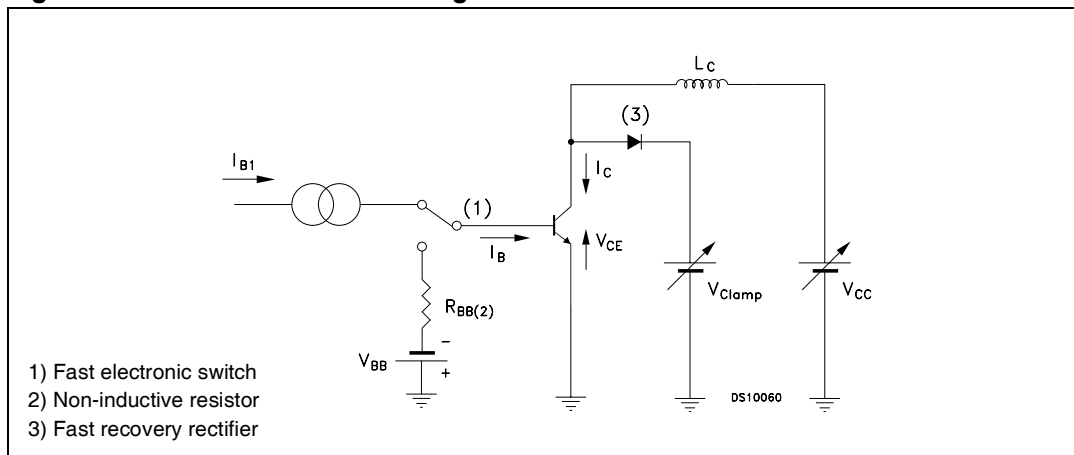 L_C
(3)
I_B1
I_C
(1)
I_B
V_CE
R_BB(2)
V_Clamp
V_CC
V_BB
-
+
DS10060
1) Fast electronic switch
2) Non-inductive resistor
3) Fast recovery rectifier